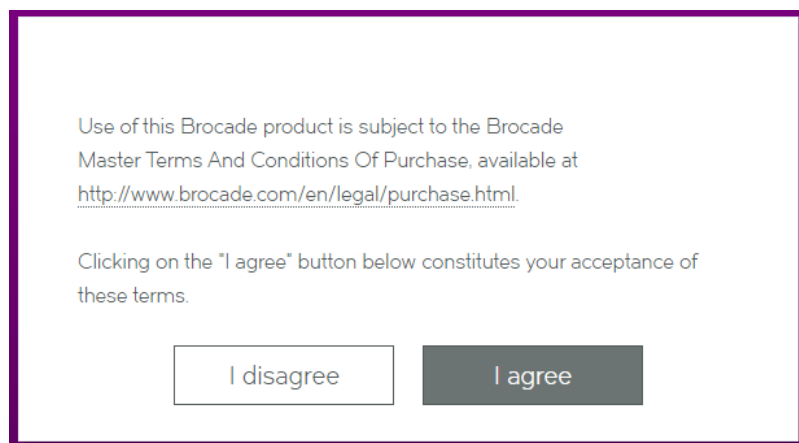 Use of this Brocade product is subject to the Brocade
Master Terms And Conditions Of Purchase, available at
http://www.brocade.com/en/legal/purchase.html.
Clicking on the "I agree" button below constitutes your acceptance of
these terms.
I disagree
I agree